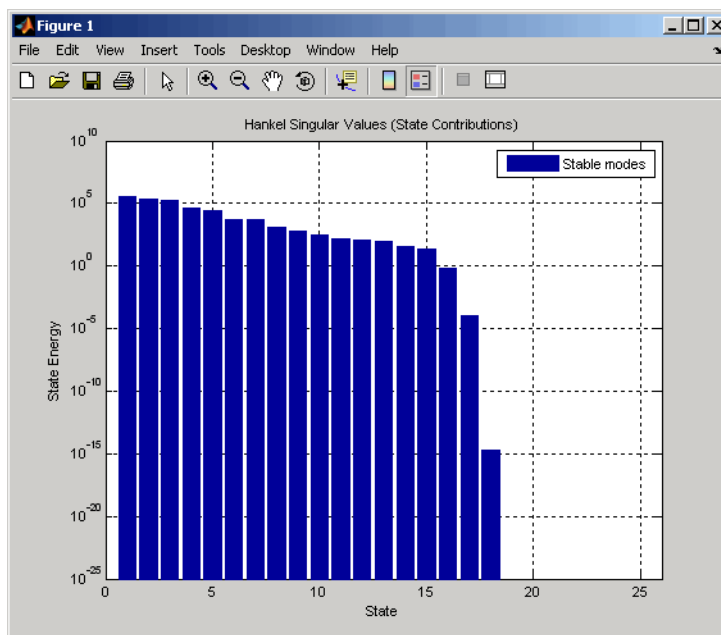 Figure 1
File Edit View Insert Tools Desktop Window Help
Hankel Singular Values (State Contributions)
Stable modes
10^10
10^5
10^0
10^-5
10^-10
10^-15
10^-20
10^-25
State Energy
0 5 10 15 20 25
State